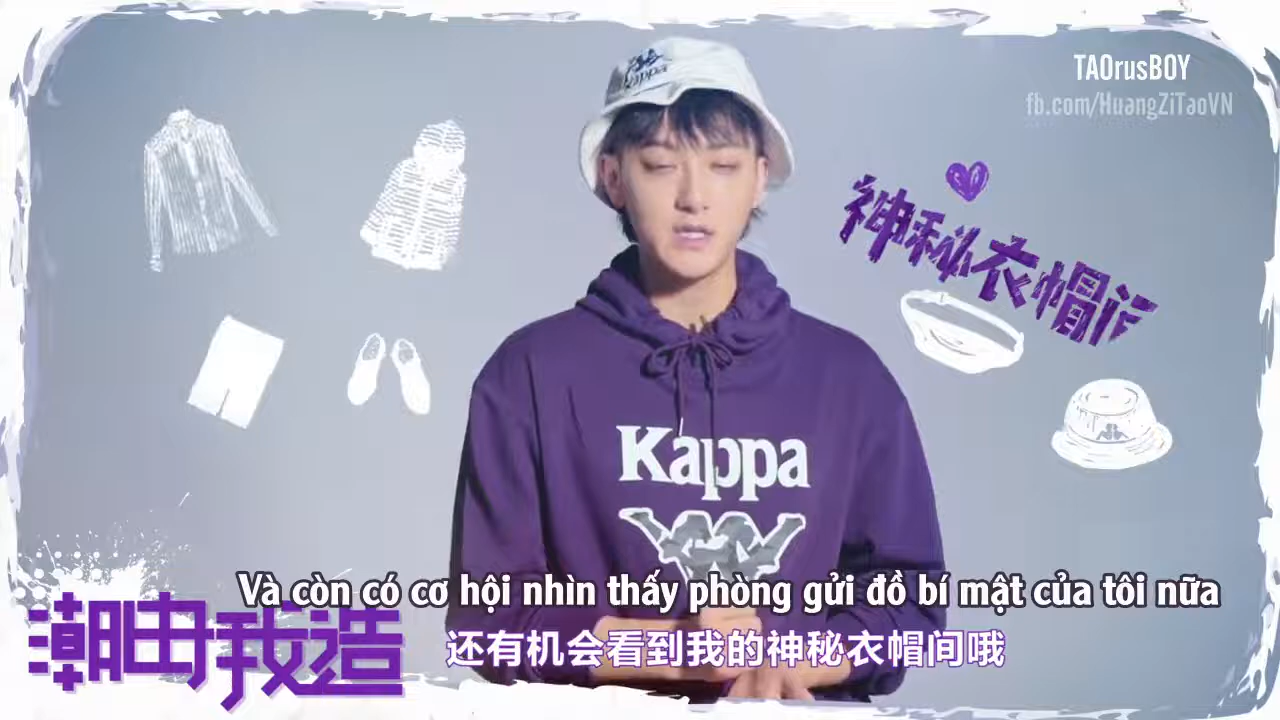 TAOrusBOY
fb.com/HuangZiTaoVN
Kappa
神秘衣帽间
Kappa
Và còn có cơ hội nhìn thấy phòng gửi đồ bí mật của tôi nữa
潮由我造
还有机会看到我的神秘衣帽间哦